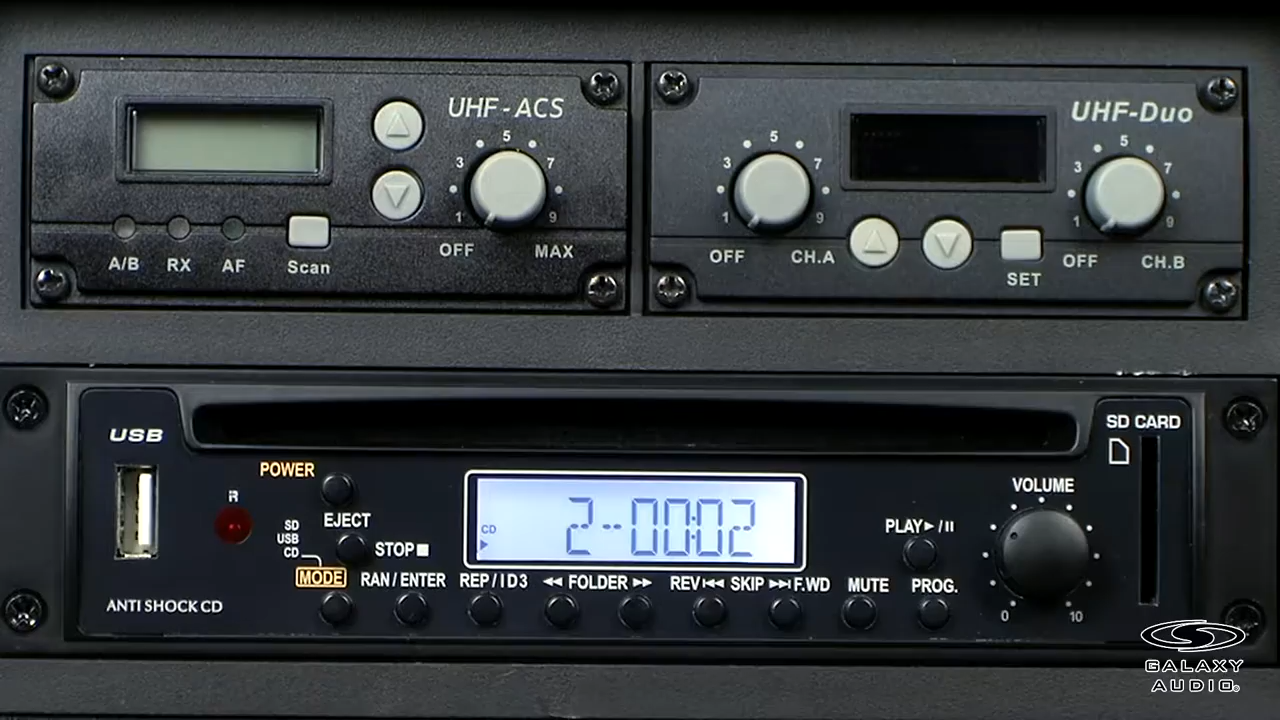 UHF-ACS
5
3
7
1
9
OFF
MAX
A/B
RX
AF
Scan
UHF-Duo
5
3
7
1
9
OFF
CH.A
SET
5
3
7
1
9
OFF
CH.B
USB
SD CARD
POWER
R
EJECT
SD
USB
CD
STOP
MODE
RAN / ENTER
REP / ID3
FOLDER
REV
SKIP
F.WD
MUTE
PROG.
CD
2-00:02
PLAY / II
VOLUME
0
10
ANTI SHOCK CD
GALAXY
AUDIO®